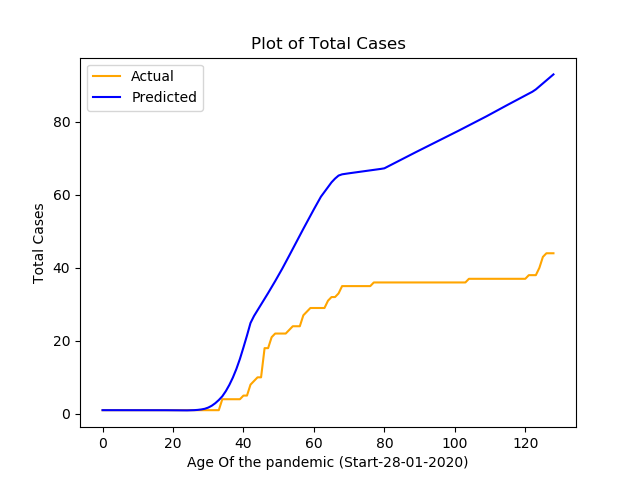 Plot of Total Cases
Actual
Predicted
Total Cases
80
60
40
20
0
0 20 40 60 80 100 120
Age Of the pandemic (Start-28-01-2020)